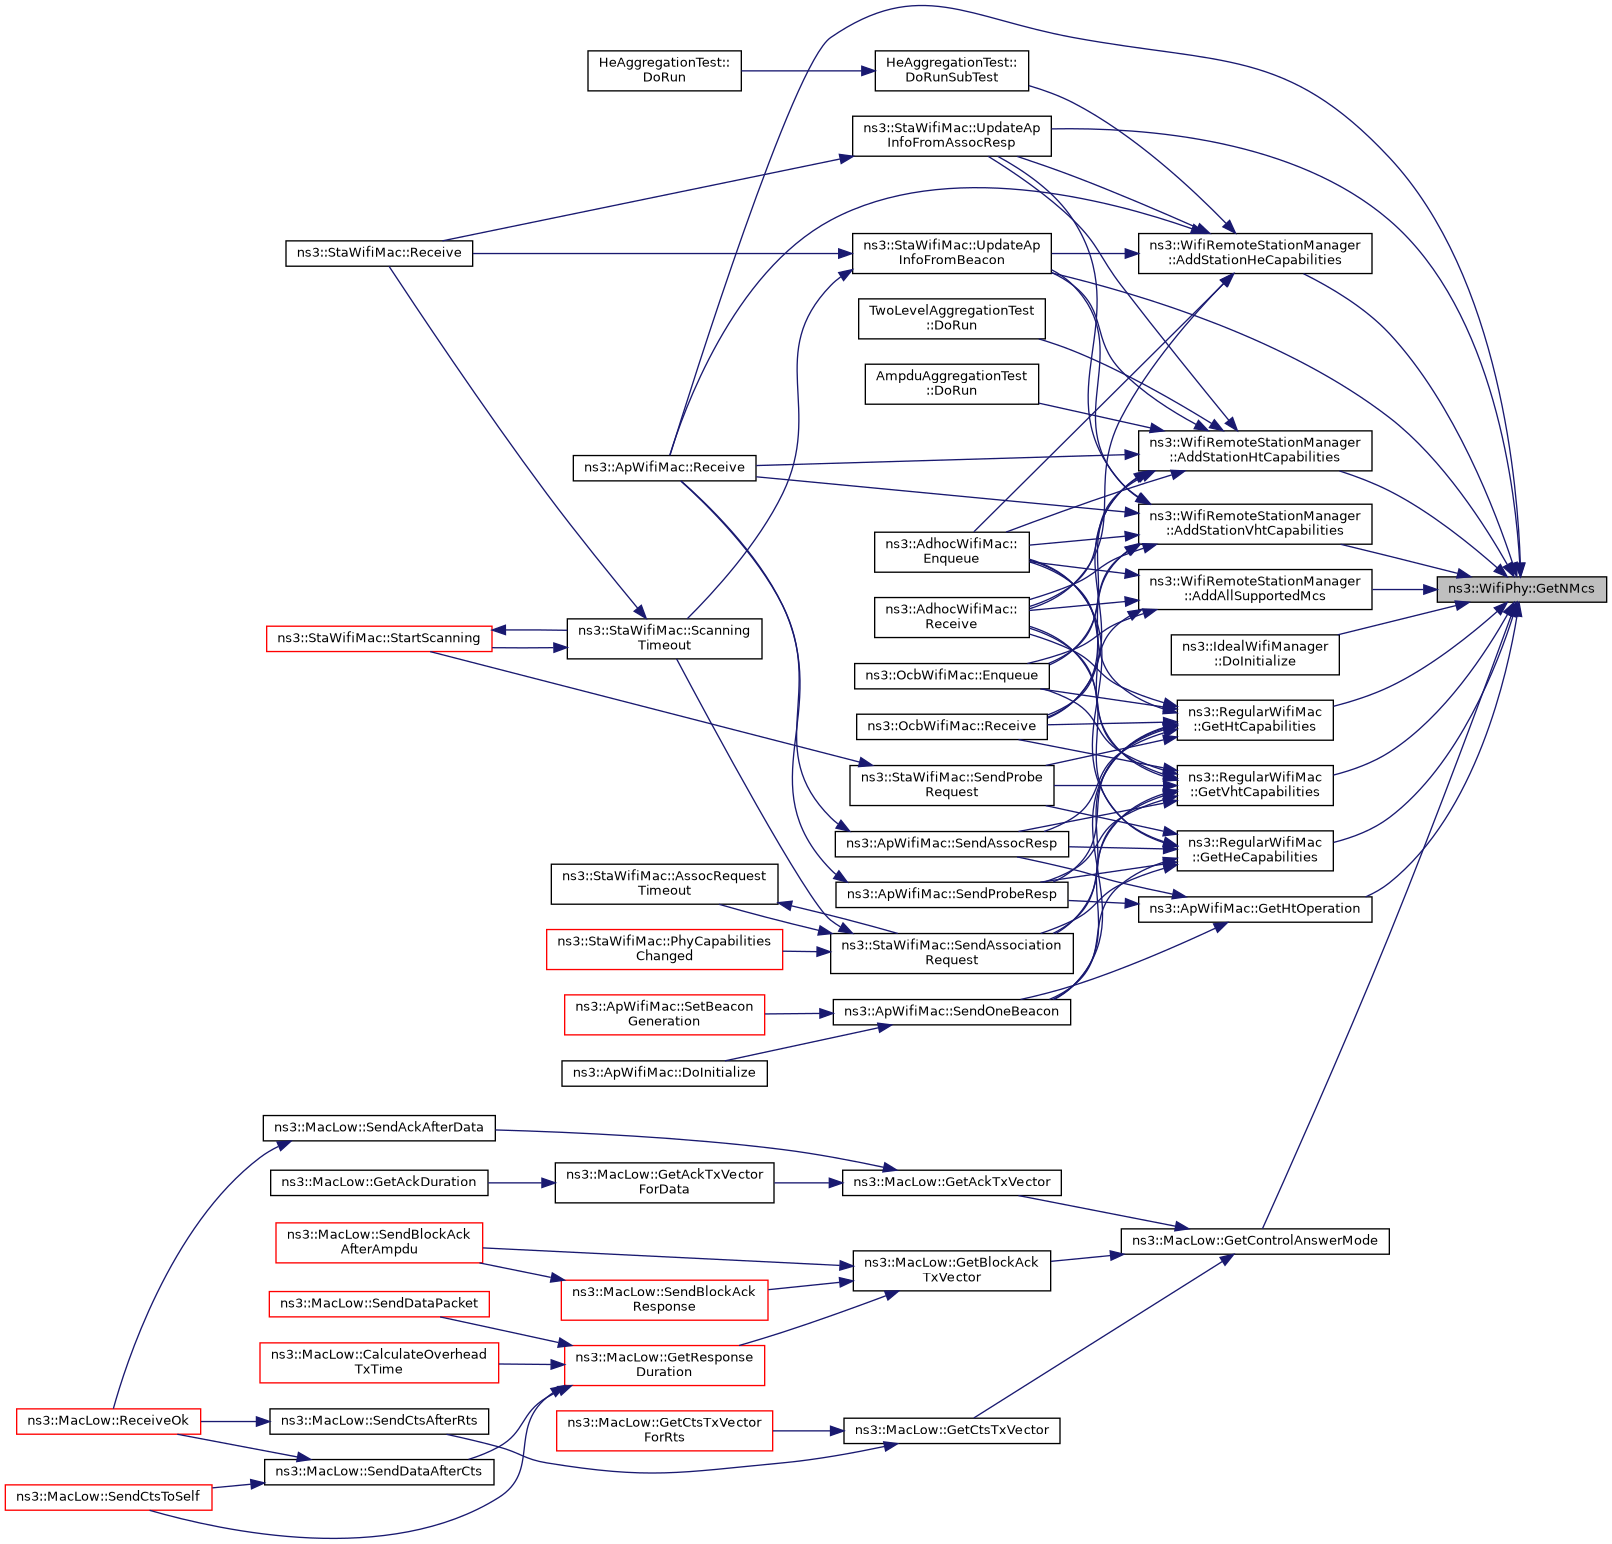 HeAggregationTest::
DoRun
HeAggregationTest::
DoRunSubTest
ns3::StaWifiMac::UpdateAp
InfoFromAssocResp
ns3::StaWifiMac::Receive
ns3::StaWifiMac::UpdateAp
InfoFromBeacon
ns3::WifiRemoteStationManager
::AddStationHeCapabilities
TwoLevelAggregationTest
::DoRun
AmpduAggregationTest
::DoRun
ns3::ApWifiMac::Receive
ns3::WifiRemoteStationManager
::AddStationHtCapabilities
ns3::WifiRemoteStationManager
::AddStationVhtCapabilities
ns3::AdhocWifiMac::
Enqueue
ns3::WifiRemoteStationManager
::AddAllSupportedMcs
ns3::WifiPhy::GetNMcs
ns3::AdhocWifiMac::
Receive
ns3::StaWifiMac::StartScanning
ns3::StaWifiMac::Scanning
Timeout
ns3::IdealWifiManager
::DoInitialize
ns3::OcbWifiMac::Enqueue
ns3::OcbWifiMac::Receive
ns3::RegularWifiMac
::GetHtCapabilities
ns3::StaWifiMac::SendProbe
Request
ns3::RegularWifiMac
::GetVhtCapabilities
ns3::ApWifiMac::SendAssocResp
ns3::RegularWifiMac
::GetHeCapabilities
ns3::StaWifiMac::AssocRequest
Timeout
ns3::ApWifiMac::SendProbeResp
ns3::ApWifiMac::GetHtOperation
ns3::StaWifiMac::PhyCapabilities
Changed
ns3::StaWifiMac::SendAssociation
Request
ns3::ApWifiMac::SetBeacon
Generation
ns3::ApWifiMac::SendOneBeacon
ns3::ApWifiMac::DoInitialize
ns3::MacLow::SendAckAfterData
ns3::MacLow::GetAckDuration
ns3::MacLow::GetAckTxVector
ForData
ns3::MacLow::GetAckTxVector
ns3::MacLow::SendBlockAck
AfterAmpdu
ns3::MacLow::GetControlAnswerMode
ns3::MacLow::GetBlockAck
TxVector
ns3::MacLow::SendBlockAck
Response
ns3::MacLow::SendDataPacket
ns3::MacLow::CalculateOverhead
TxTime
ns3::MacLow::GetResponse
Duration
ns3::MacLow::ReceiveOk
ns3::MacLow::SendCtsAfterRts
ns3::MacLow::GetCtsTxVector
ForRts
ns3::MacLow::GetCtsTxVector
ns3::MacLow::SendDataAfterCts
ns3::MacLow::SendCtsToSelf